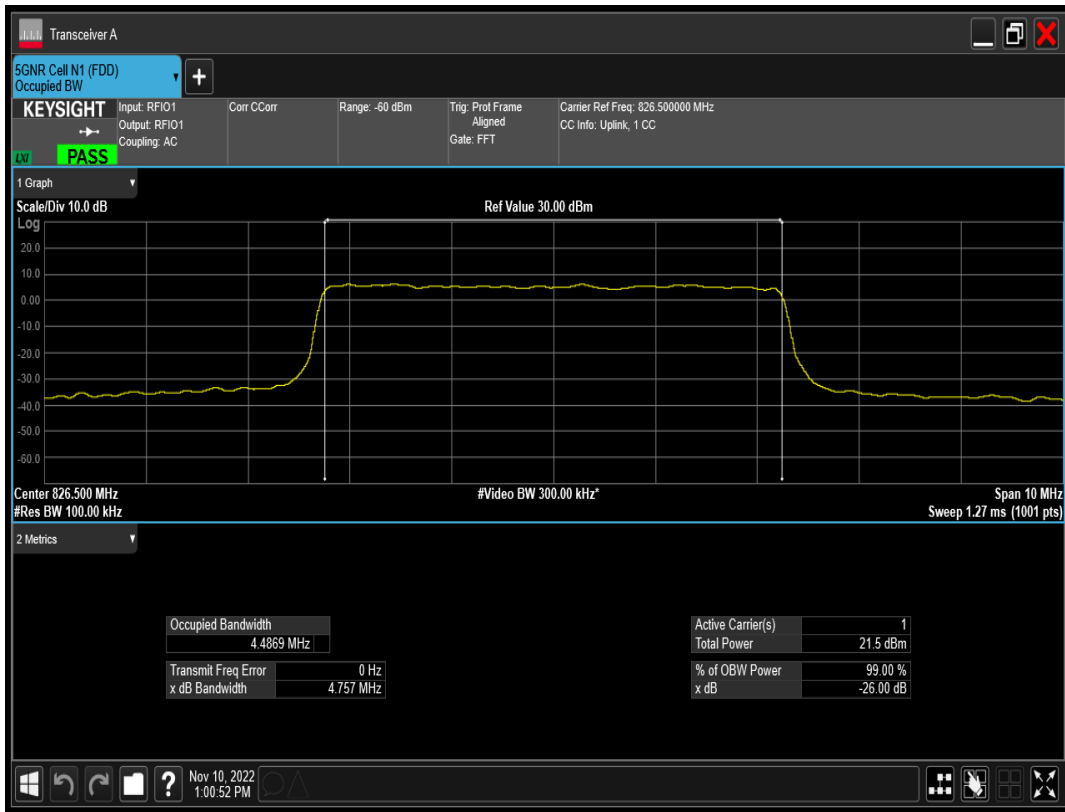 Transceiver A
5GNR Cell N1 (FDD)
Occupied BW
KEYSIGHT
LXI
PASS
Input: RFIO1
Output: RFIO1
Coupling: AC
Corr CCorr
Range: -60 dBm
Trig: Prot Frame
Aligned
Gate: FFT
Carrier Ref Freq: 826.500000 MHz
CC Info: Uplink, 1 CC
1 Graph
Scale/Div 10.0 dB
Ref Value 30.00 dBm
Log
20.0
10.0
0.00
-10.0
-20.0
-30.0
-40.0
-50.0
-60.0
Center 826.500 MHz
#Video BW 300.00 kHz*
Span 10 MHz
#Res BW 100.00 kHz
Sweep 1.27 ms (1001 pts)
2 Metrics
Occupied Bandwidth
4.4869 MHz
Transmit Freq Error 0 Hz
x dB Bandwidth 4.757 MHz
Active Carrier(s) 1
Total Power 21.5 dBm
% of OBW Power 99.00 %
x dB -26.00 dB
?
Nov 10, 2022
1:00:52 PM